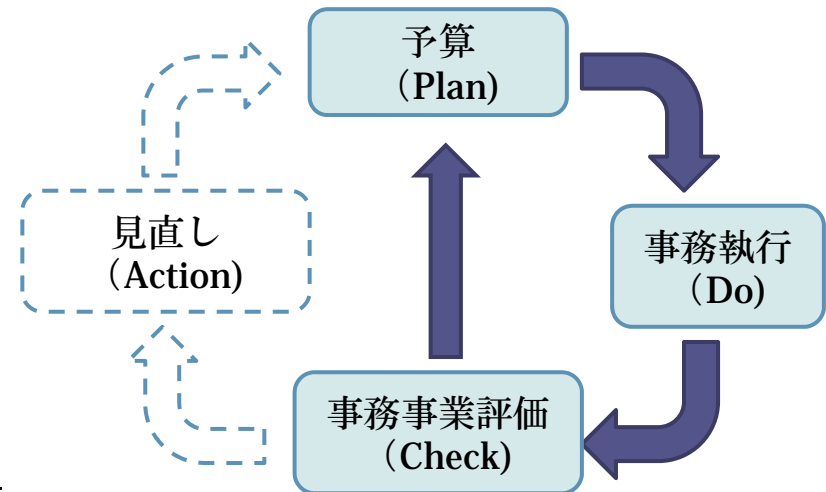 予算
（Plan)
事務執行
（Do)
事務事業評価
（Check)
見直し
（Action)